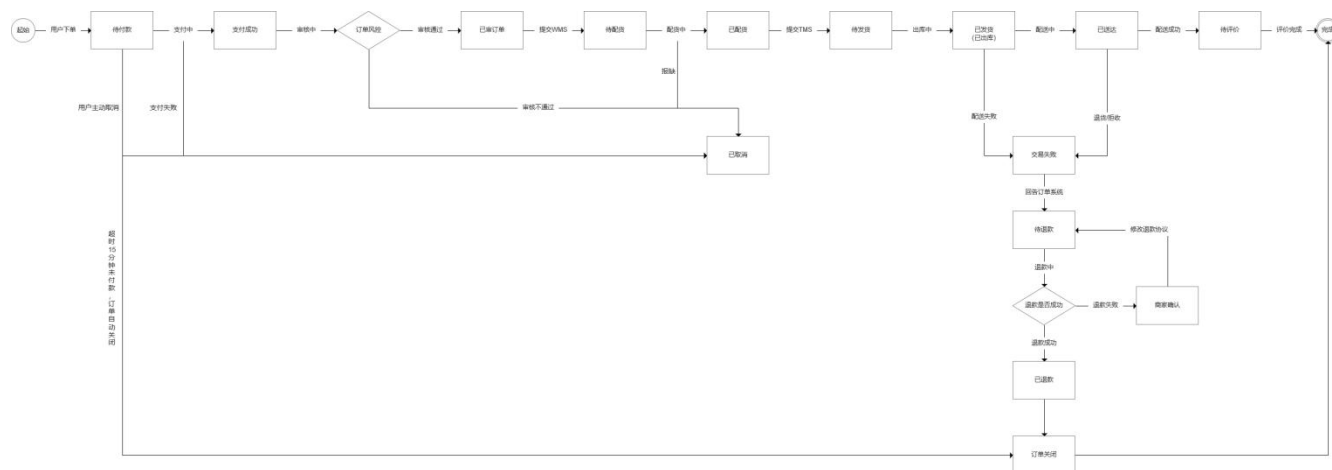 起始
用户下单
待付款
支付中
支付成功
审核中
订单风控
审核通过
已审订单
提交WMS
待配货
配货中
已配货
提交TMS
待发货
出库中
已发货
(已出库)
配送中
已送达
配送成功
待评价
评价完成
完成
报缺
用户主动取消
支付失败
审核不通过
配送失败
退货/拒收
已取消
交易失败
回告订单系统
待退款
修改退款协议
退款中
退款是否成功
退款失败
商家确认
退款成功
已退款
超时15分钟未付款，订单自动关闭
订单关闭